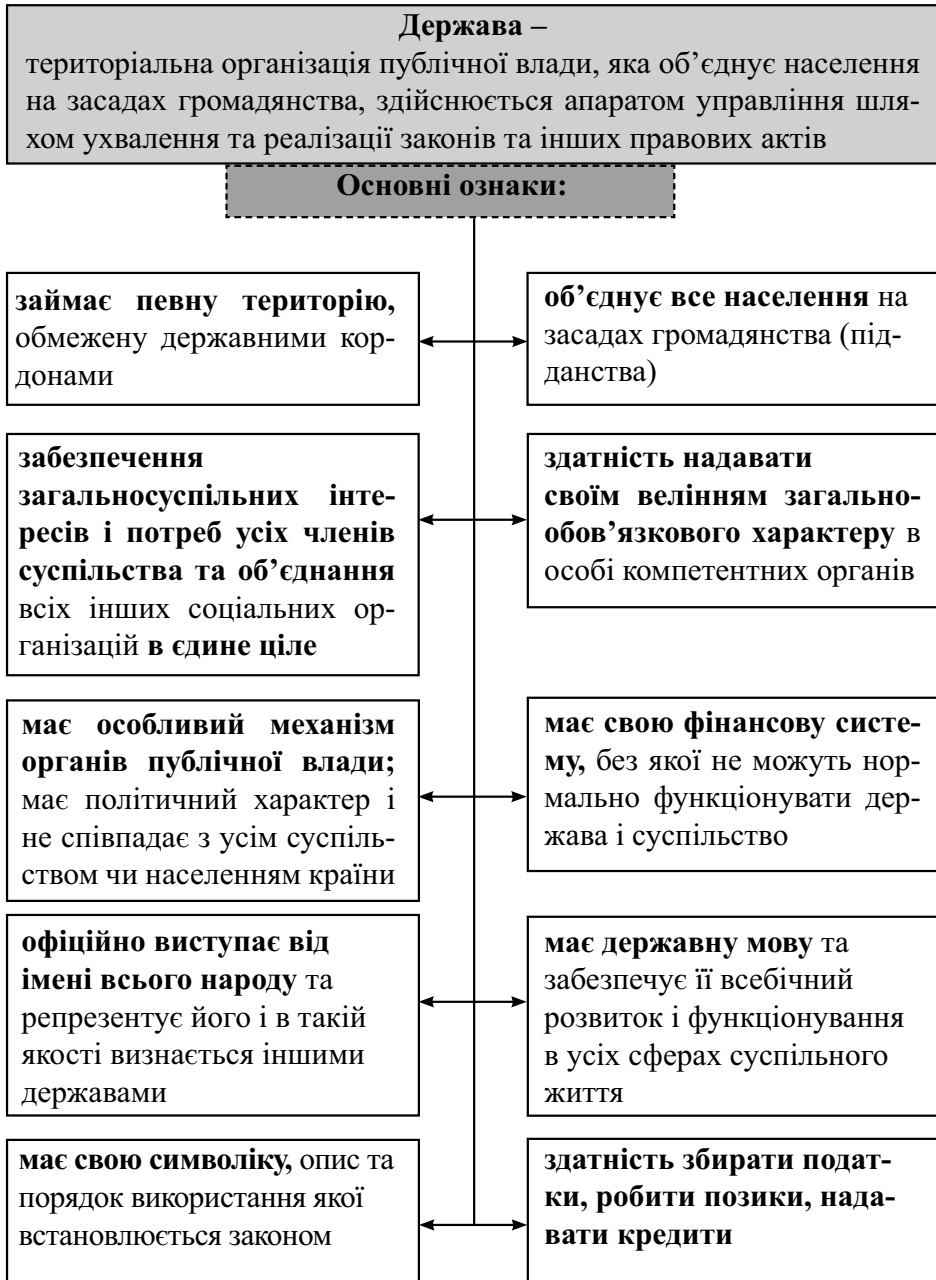 Держава –
територіальна організація публічної влади, яка об’єднує населення
на засадах громадянства, здійснюється апаратом управління шля-
хом ухвалення та реалізації законів та інших правових актів
Основні ознаки:
займає певну територію,
обмежену державними кор-
донами
об’єднує все населення на
засадах громадянства (під-
данства)
забезпечення
загальносуспільних інте-
ресів і потреб усіх членів
суспільства та об’єднання
всіх інших соціальних ор-
ганізацій в єдине ціле
здатність надавати
своїм велінням загально-
обов’язкового характеру в
особі компетентних органів
має особливий механізм
органів публічної влади;
має політичний характер і
не співпадає з усім суспіль-
ством чи населенням країни
має свою фінансову систе-
му, без якої не можуть нор-
мально функціонувати дер-
жава і суспільство
офіційно виступає від
імені всього народу та
репрезентує його і в такій
якості визнається іншими
державами
має державну мову та
забезпечує її всебічний
розвиток і функціонування
в усіх сферах суспільного
життя
має свою символіку, опис та
порядок використання якої
встановлюється законом
здатність збирати подат-
ки, робити позики, нада-
вати кредити